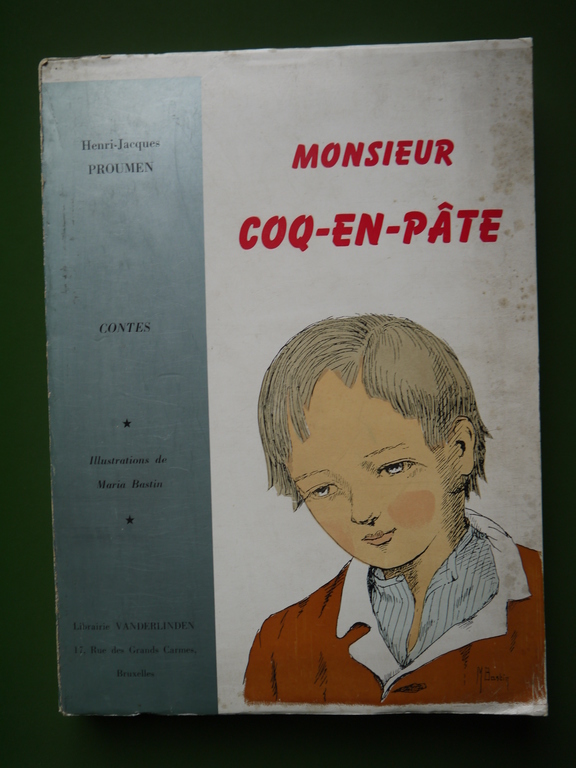 Henri-Jacques
PROUMEN
CONTES
Illustrations de
Maria Bastin
Librairie VANDERLINDEN
17, Rue des Grands Carmes,
Bruxelles
MONSIEUR
COQ-EN-PÂTE
M Bastin